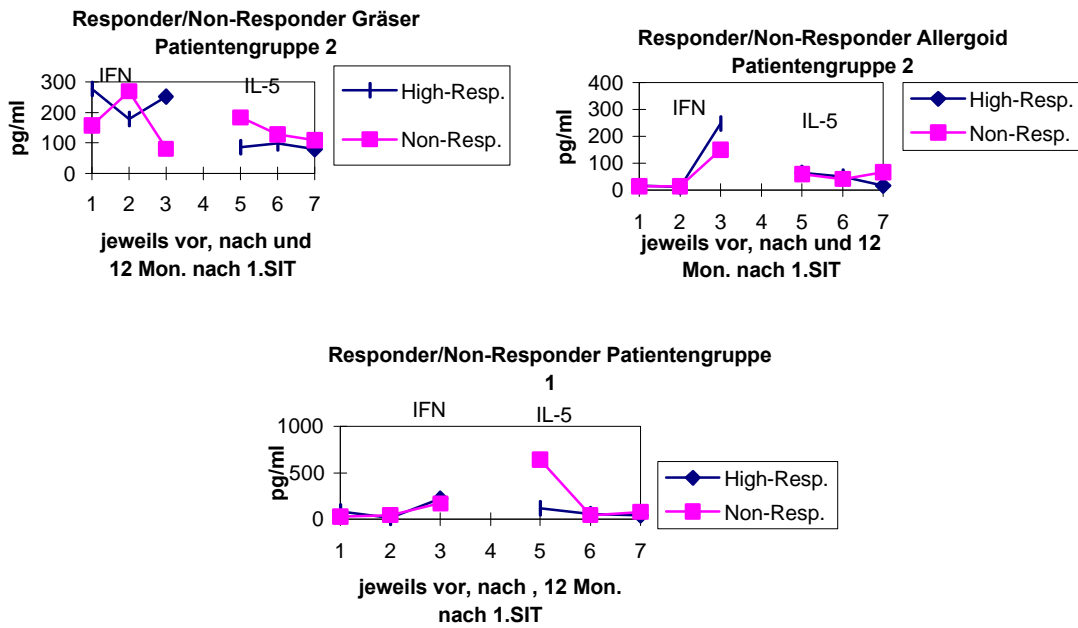 Responder/Non-Responder Gräser
Patientengruppe 2
IFN
IL-5
300
200
100
0
pg/ml
1 2 3 4 5 6 7
jeweils vor, nach und
12 Mon. nach 1.SIT
High-Resp.
Non-Resp.
Responder/Non-Responder Allergoid
Patientengruppe 2
IFN
IL-5
400
300
200
100
0
pg/ml
1 2 3 4 5 6 7
jeweils vor, nach und 12
Mon. nach 1.SIT
High-Resp.
Non-Resp.
Responder/Non-Responder Patientengruppe
1
IFN
IL-5
1000
500
0
pg/ml
1 2 3 4 5 6 7
jeweils vor, nach , 12 Mon.
nach 1.SIT
High-Resp.
Non-Resp.